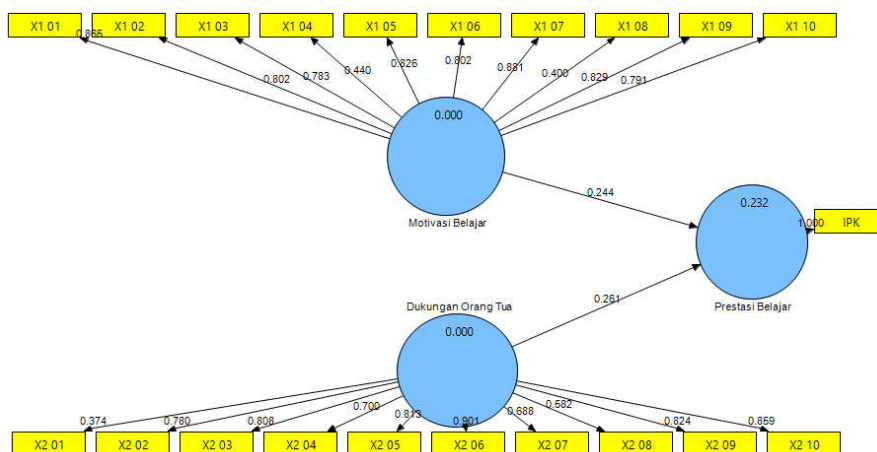 X1 01 X1 02 X1 03 X1 04 X1 05 X1 06 X1 07 X1 08 X1 09 X1 10
0.865 0.802 0.783 0.440 0.826 0.802 0.881 0.400 0.829 0.791
0.000
Motivasi Belajar
0.244
0.232
1.000
IPK
Prestasi Belajar
0.261
Dukungan Orang Tua
0.000
0.374 0.780 0.808 0.700 0.813 0.901 0.688 0.582 0.824 0.859
X2 01 X2 02 X2 03 X2 04 X2 05 X2 06 X2 07 X2 08 X2 09 X2 10